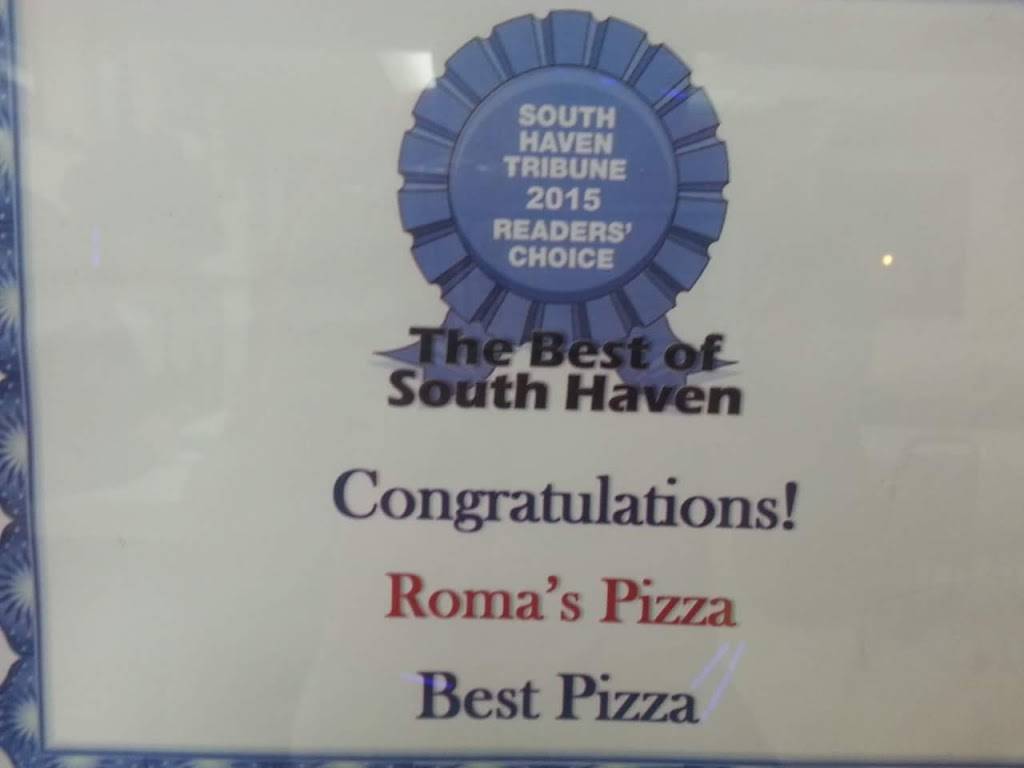 SOUTH
HAVEN
TRIBUNE
2015
READERS'
CHOICE
The Best of
South Haven
Congratulations!
Roma's Pizza
Best Pizza